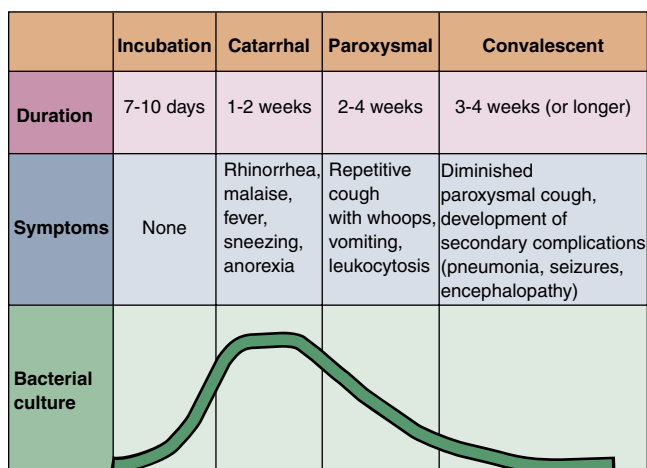 Incubation Catarrhal Paroxysmal Convalescent
Duration 7-10 days 1-2 weeks 2-4 weeks 3-4 weeks (or longer)
Symptoms
None
Rhinorrhea,
malaise,
fever,
sneezing,
anorexia
Repetitive
cough
with whoops,
vomiting,
leukocytosis
Diminished
paroxysmal cough,
development of
secondary complications
(pneumonia, seizures,
encephalopathy)
Bacterial
culture